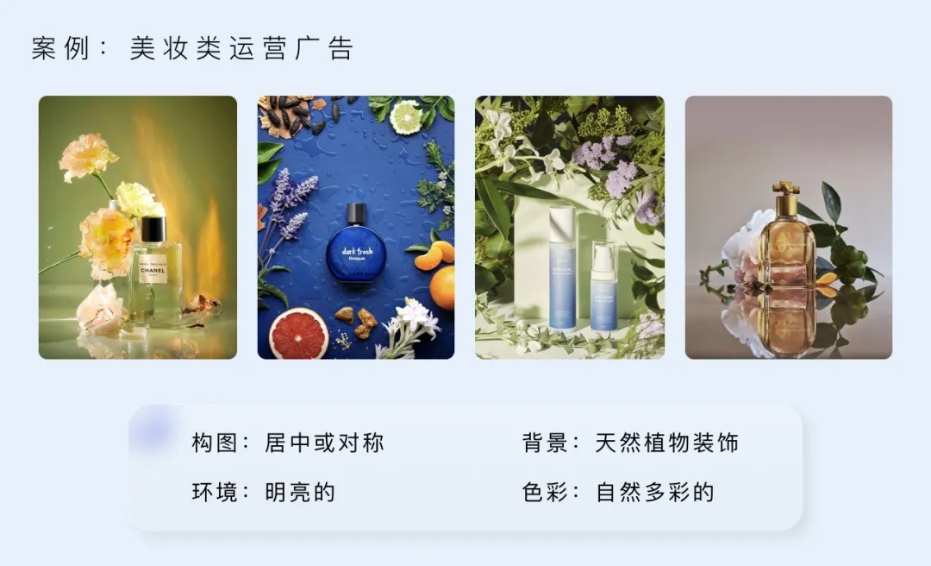 案例：美妆类运营广告
CHANEL
dark fresh
构图：居中或对称
背景：天然植物装饰
环境：明亮的
色彩：自然多彩的